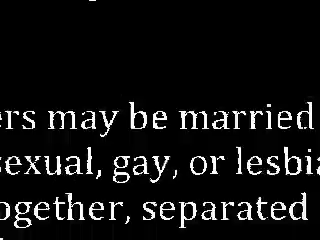 ers may be married
sexual, gay, or lesbia
ogether, separated